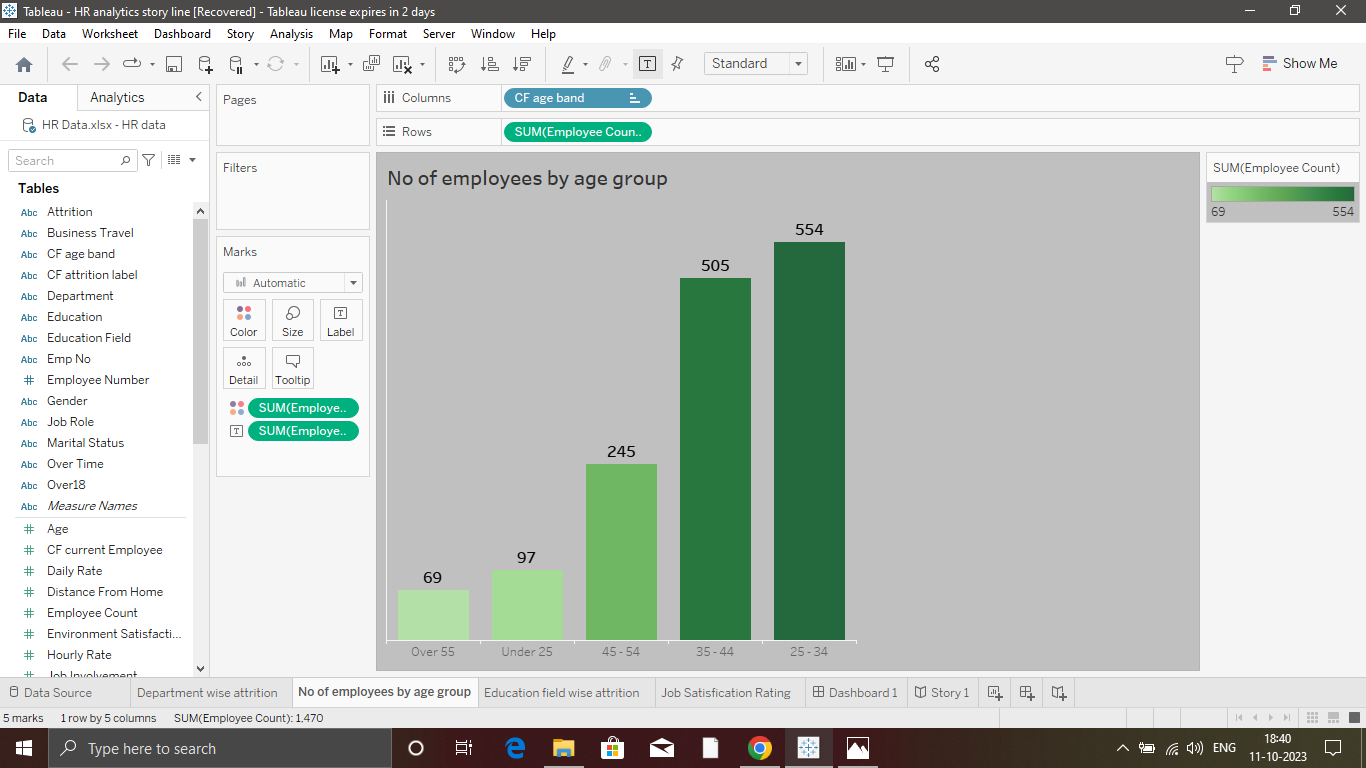 Tableau - HR analytics story line [Recovered] - Tableau license expires in 2 days
File Data Worksheet Dashboard Story Analysis Map Format Server Window Help
Standard
Show Me
Data
Analytics
HR Data.xlsx - HR data
Search
Tables
Abc Attrition
Abc Business Travel
Abc CF age band
Abc CF attrition label
Abc Department
Abc Education
Abc Education Field
Abc Emp No
# Employee Number
Abc Gender
Abc Job Role
Abc Marital Status
Abc Over Time
Abc Over18
Abc Measure Names
# Age
# CF current Employee
# Daily Rate
# Distance From Home
# Employee Count
# Environment Satisfacti...
# Hourly Rate
Job Involvement
Pages
Filters
Marks
Automatic
Color Size Label
Detail Tooltip
SUM(Employe..
SUM(Employe..
Columns CF age band
Rows SUM(Employee Coun..
No of employees by age group
554
505
245
97
69
Over 55 Under 25 45 - 54 35 - 44 25 - 34
SUM(Employee Count)
69 554
Data Source Department wise attrition No of employees by age group Education field wise attrition Job Satisfication Rating Dashboard 1 Story 1
5 marks 1 row by 5 columns SUM(Employee Count): 1,470
Type here to search
ENG
18:40
11-10-2023